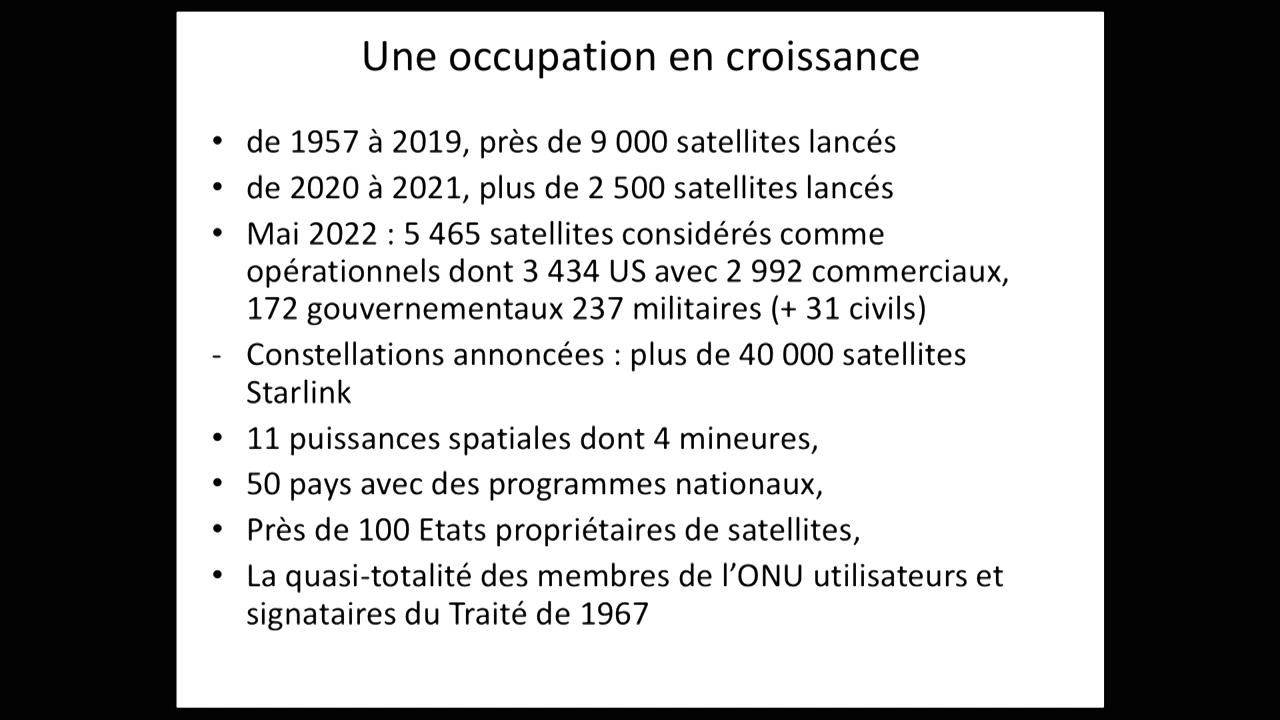 Une occupation en croissance
• de 1957 à 2019, près de 9 000 satellites lancés
• de 2020 à 2021, plus de 2 500 satellites lancés
• Mai 2022 : 5 465 satellites considérés comme
opérationnels dont 3 434 US avec 2 992 commerciaux,
172 gouvernementaux 237 militaires (+ 31 civils)
- Constellations annoncées : plus de 40 000 satellites
Starlink
• 11 puissances spatiales dont 4 mineures,
• 50 pays avec des programmes nationaux,
• Près de 100 Etats propriétaires de satellites,
• La quasi-totalité des membres de l’ONU utilisateurs et
signataires du Traité de 1967